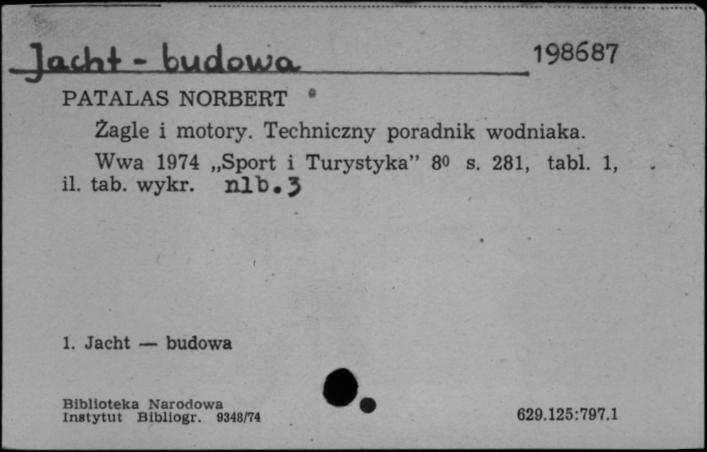 Jacht - budowa
198687
PATALAS NORBERT
Żagle i motory. Techniczny poradnik wodniaka.
Wwa 1974 „Sport i Turystyka” 8⁰ s. 281, tabl. 1,
il. tab. wykr. nlb. 3
1. Jacht — budowa
Biblioteka Narodowa
Instytut Bibliogr. 9348/74
629.125:797.1